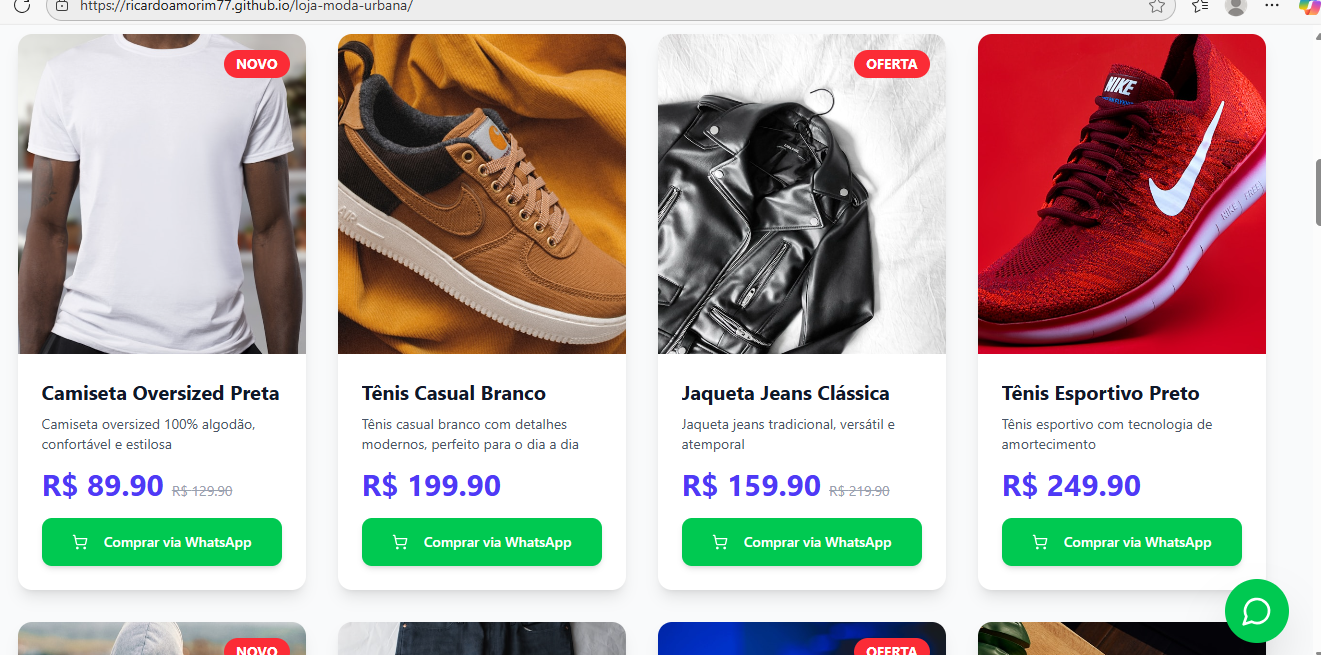 https://ricardoamorim77.github.io/loja-moda-urbana/
NOVO
Camiseta Oversized Preta
Camiseta oversized 100% algodão,
confortável e estilosa
R$ 89.90 R$ 129.90
Comprar via WhatsApp
AIR
Tênis Casual Branco
Tênis casual branco com detalhes
modernos, perfeito para o dia a dia
R$ 199.90
Comprar via WhatsApp
OFERTA
Jaqueta Jeans Clássica
Jaqueta jeans tradicional, versátil e
atemporal
R$ 159.90 R$ 219.90
Comprar via WhatsApp
NIKE
NIKE FREE
Tênis Esportivo Preto
Tênis esportivo com tecnologia de
amortecimento
R$ 249.90
Comprar via WhatsApp
NOVO
OFERTA